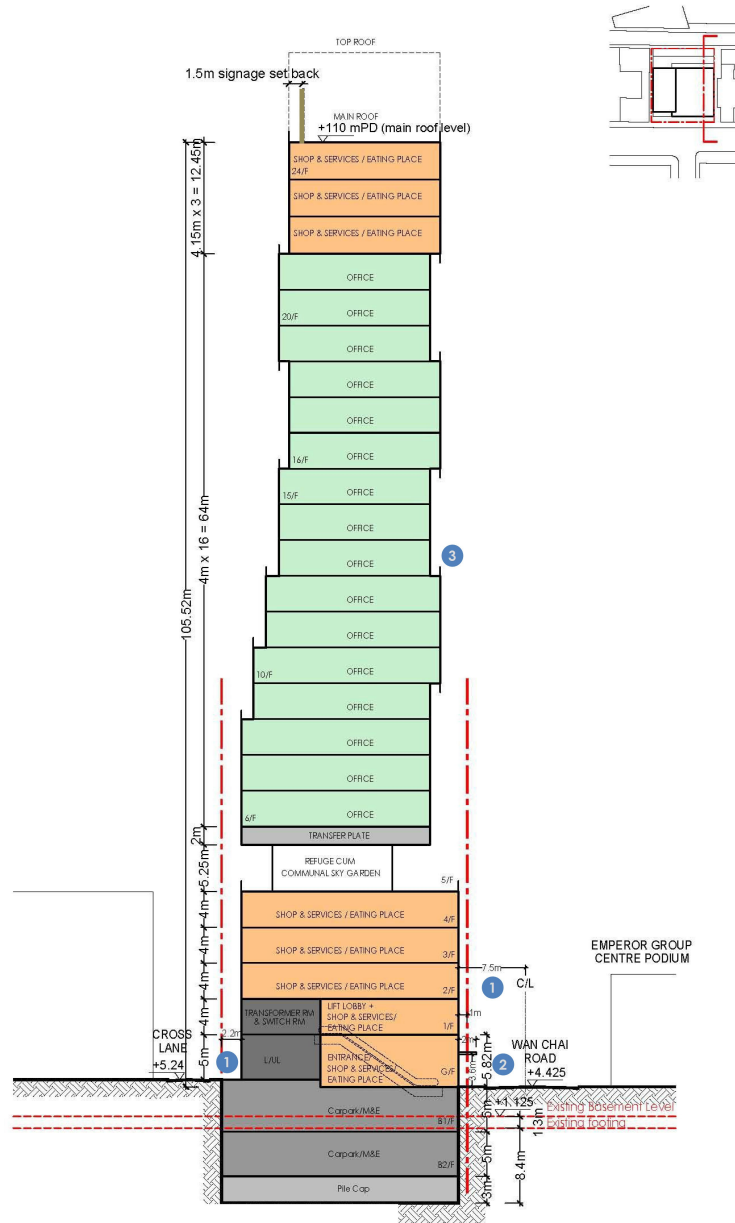 TOP ROOF
1.5m signage set back
MAIN ROOF
+110 mPD (main roof level)
SHOP & SERVICES / EATING PLACE
24/F
SHOP & SERVICES / EATING PLACE
SHOP & SERVICES / EATING PLACE
4.15m x 3 = 12.45m
OFFICE
OFFICE
20/F
OFFICE
OFFICE
OFFICE
OFFICE
16/F
OFFICE
15/F
OFFICE
OFFICE
3
OFFICE
OFFICE
OFFICE
10/F
OFFICE
OFFICE
OFFICE
OFFICE
6/F
4m x 16 = 64m
105.52m
TRANSFER PLATE
2m
REFUGE CUM
COMMUNAL SKY GARDEN
5/F
5.25m
SHOP & SERVICES / EATING PLACE
4/F
4m
SHOP & SERVICES / EATING PLACE
3/F
4m
SHOP & SERVICES / EATING PLACE
2/F
4m
7.5m
C/L
1
EMPEROR GROUP
CENTRE PODIUM
TRANSFORMER RM
& SWITCH RM
LIFT LOBBY +
SHOP & SERVICES/
EATING PLACE
1/F
4m
1m
2.2m
2m
CROSS
LANE
+5.24
5m
1
L/UL
ENTRANCE/
SHOP & SERVICES/
EATING PLACE
G/F
2
5.82m
WAN CHAI
ROAD
+4.425
+1.125
Carpark/M&E
B1/F
5m
Existing Basement Level
Existing footing
1.3m
Carpark/M&E
B2/F
5m
8.4m
Pile Cap
3m